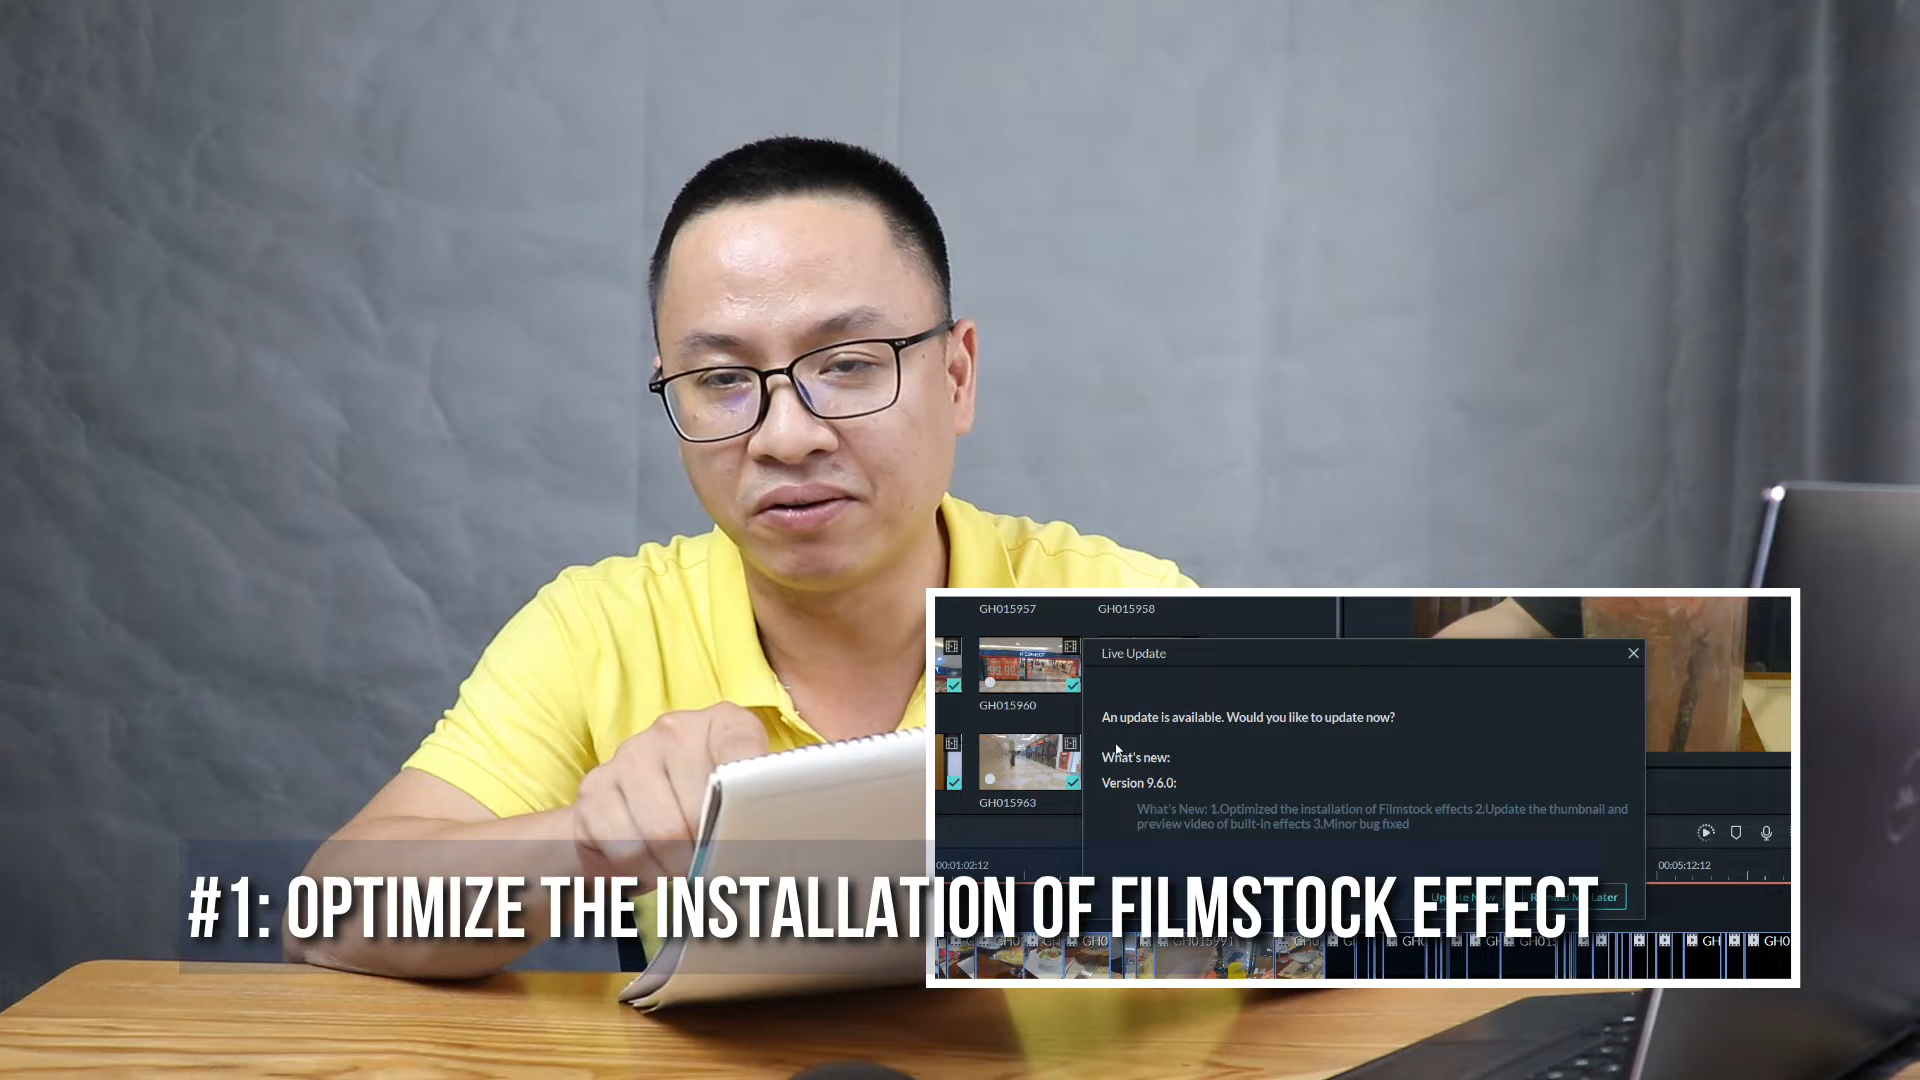 GH015957
GH015958
Live Update
GH015960
An update is available. Would you like to update now?
What's new:
Version 9.6.0:
GH015963
What's New: 1.Optimized the installation of Filmstock effects 2.Update the thumbnail and
preview video of built-in effects 3.Minor bug fixed
00:01:02:12
00:05:12:12
#1: OPTIMIZE THE INSTALLATION OF FILMSTOCK EFFECT
GH015991